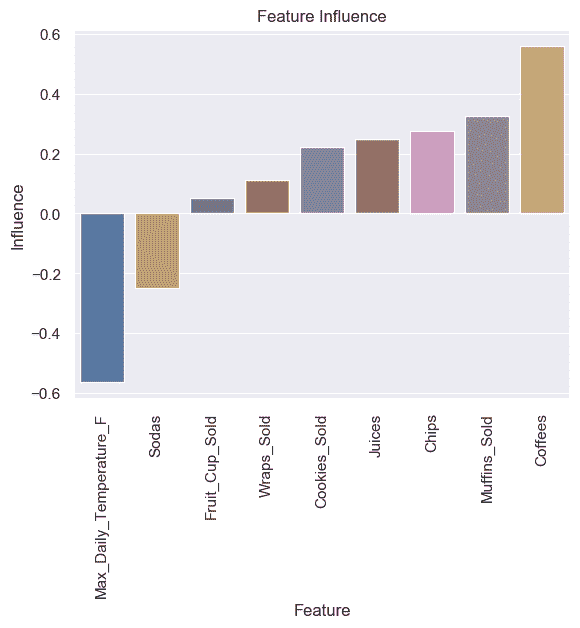 Feature Influence
0.6
0.4
0.2
0.0
−0.2
−0.4
−0.6
Influence
Max_Daily_Temperature_F
Sodas
Fruit_Cup_Sold
Wraps_Sold
Cookies_Sold
Juices
Chips
Muffins_Sold
Coffees
Feature